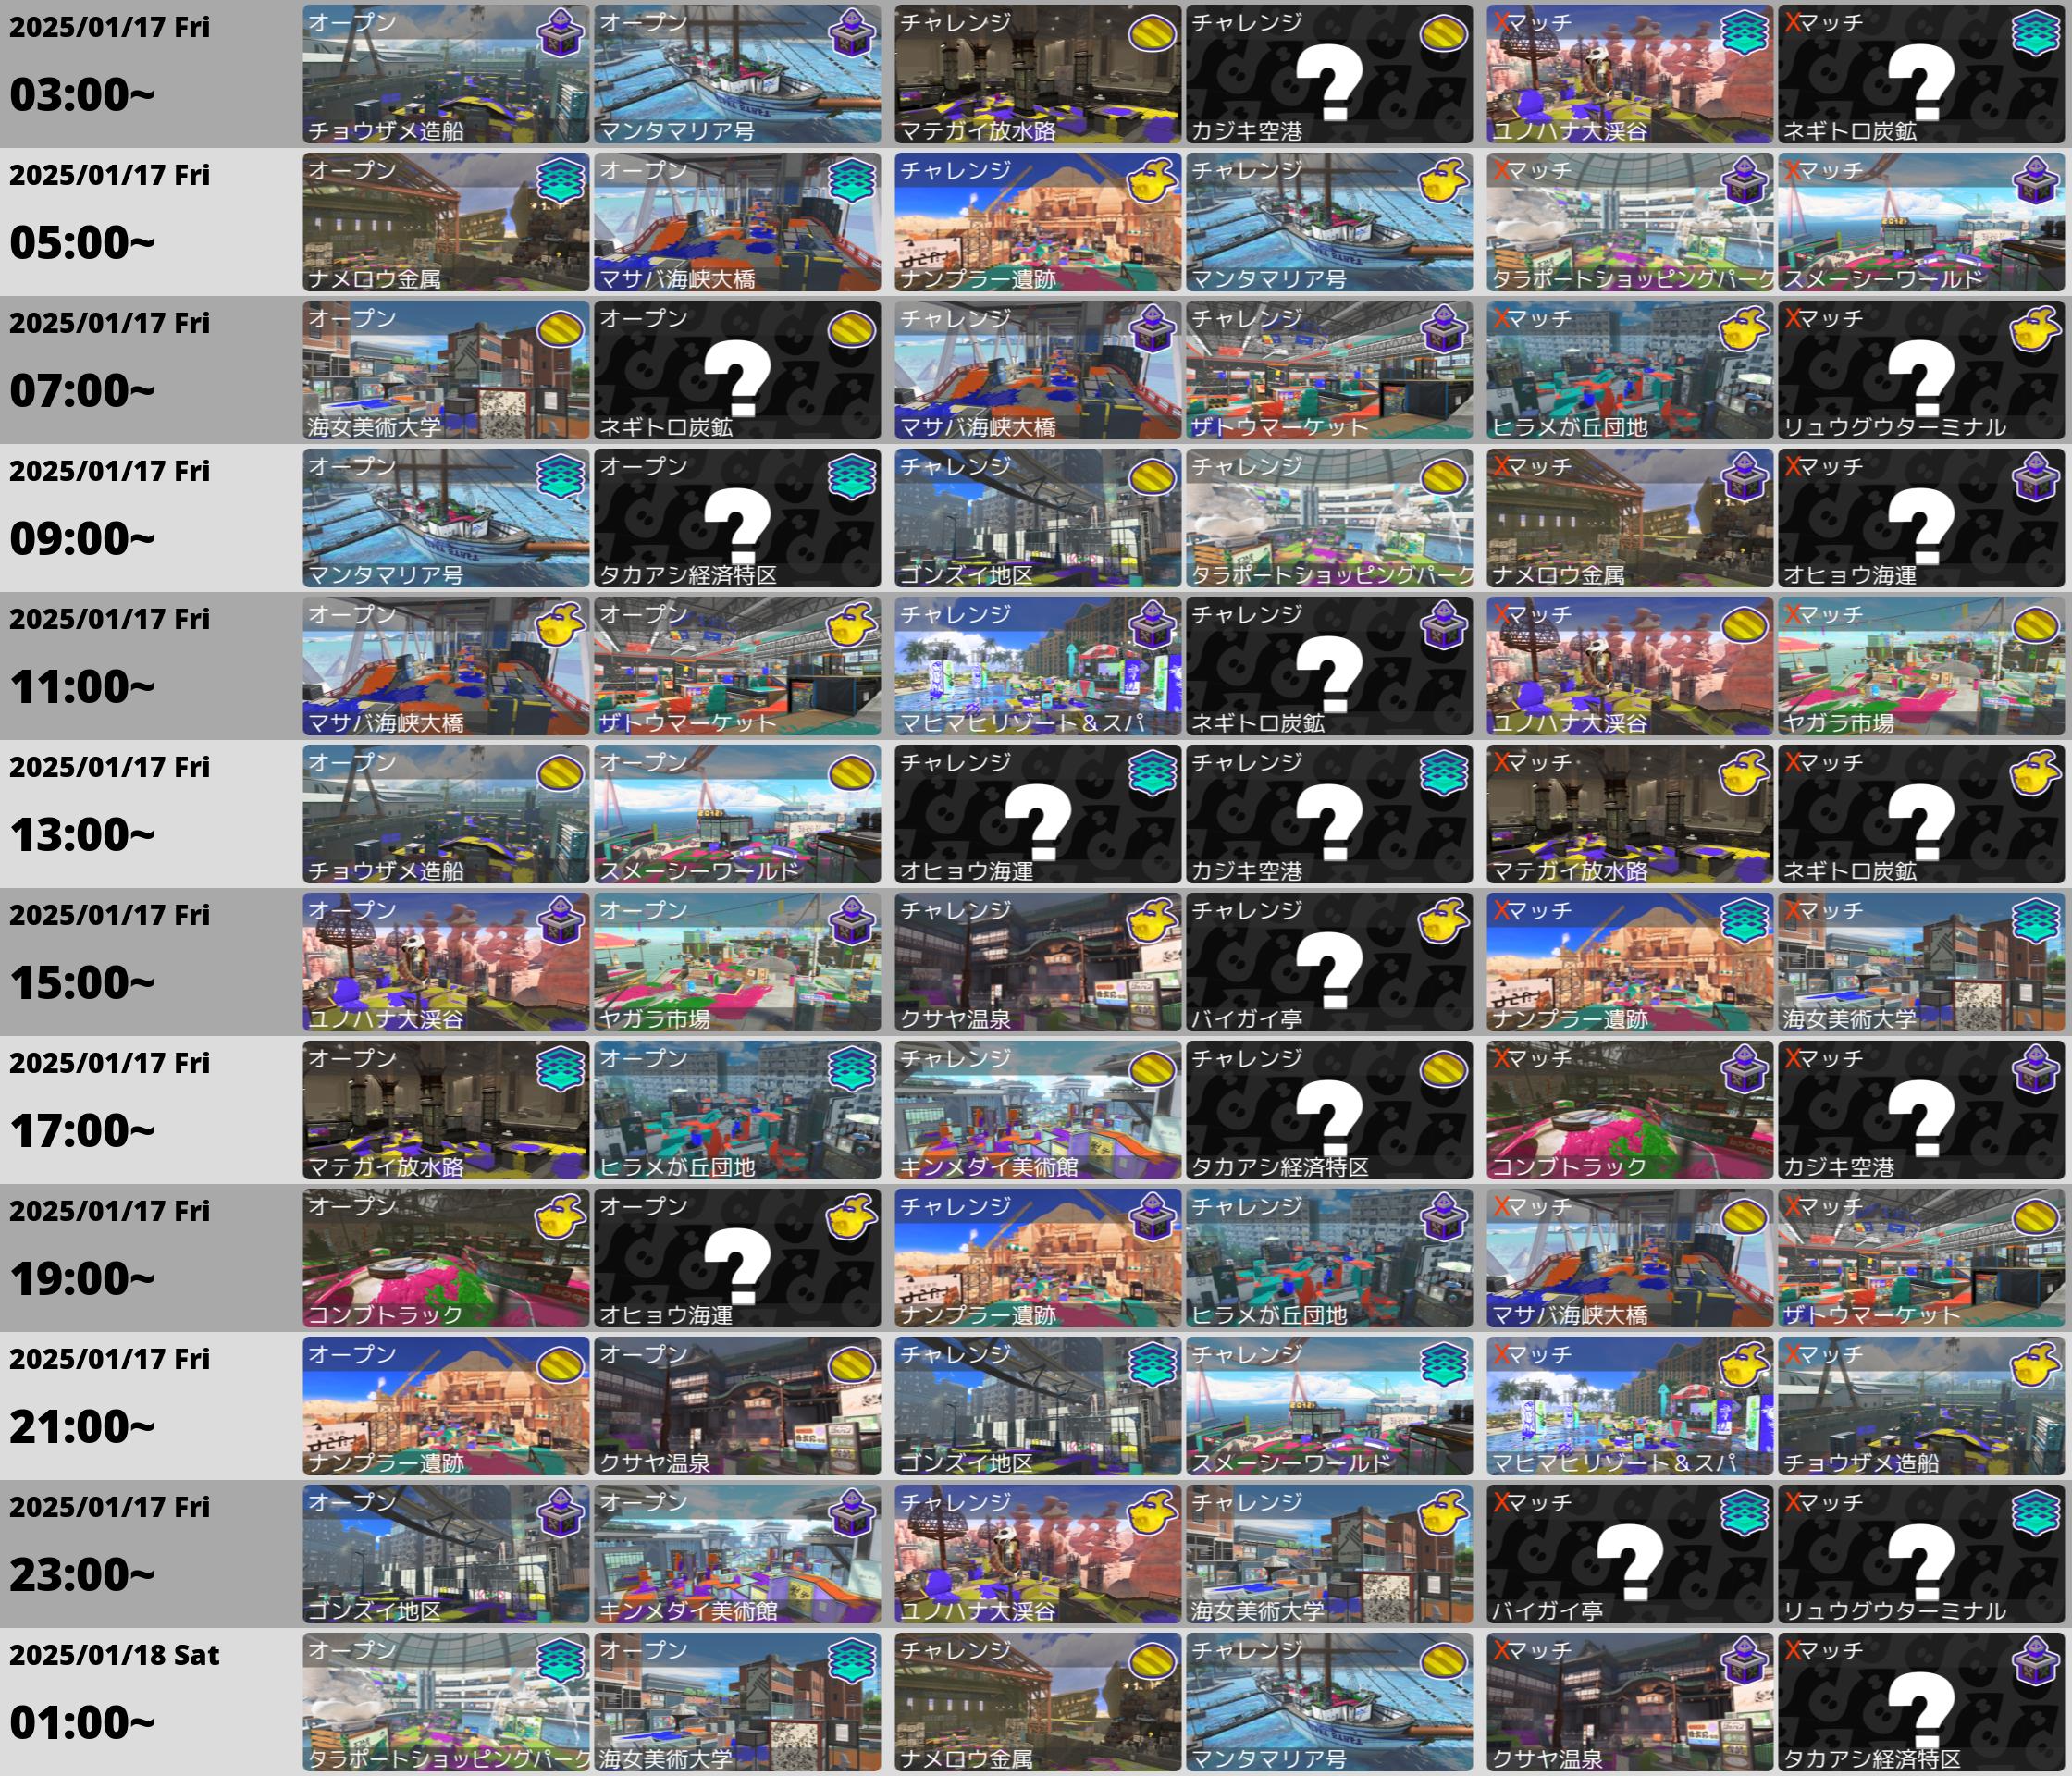 2025/01/17 Fri
03:00~
オープン
チョウザメ造船
オープン
マンタマリア号
チャレンジ
マテガイ放水路
チャレンジ
カジキ空港
Xマッチ
ユノハナ大渓谷
Xマッチ
ネギトロ炭鉱
2025/01/17 Fri
05:00~
オープン
ナメロウ金属
オープン
マサバ海峡大橋
チャレンジ
ナンプラー遺跡
チャレンジ
マンタマリア号
Xマッチ
タラポートショッピングパーク
Xマッチ
スメーシーワールド
2025/01/17 Fri
07:00~
オープン
海女美術大学
オープン
ネギトロ炭鉱
チャレンジ
マサバ海峡大橋
チャレンジ
ザトウマーケット
Xマッチ
ヒラメが丘団地
Xマッチ
リュウグウターミナル
2025/01/17 Fri
09:00~
オープン
マンタマリア号
オープン
タカアシ経済特区
チャレンジ
ゴンズイ地区
チャレンジ
タラポートショッピングパーク
Xマッチ
ナメロウ金属
Xマッチ
オヒョウ海運
2025/01/17 Fri
11:00~
オープン
マサバ海峡大橋
オープン
ザトウマーケット
チャレンジ
マヒマヒリゾート&スパ
チャレンジ
ネギトロ炭鉱
Xマッチ
ユノハナ大渓谷
Xマッチ
ヤガラ市場
2025/01/17 Fri
13:00~
オープン
チョウザメ造船
オープン
スメーシーワールド
チャレンジ
オヒョウ海運
チャレンジ
カジキ空港
Xマッチ
マテガイ放水路
Xマッチ
ネギトロ炭鉱
2025/01/17 Fri
15:00~
オープン
ユノハナ大渓谷
オープン
ヤガラ市場
チャレンジ
クサヤ温泉
チャレンジ
バイガイ亭
Xマッチ
ナンプラー遺跡
Xマッチ
海女美術大学
2025/01/17 Fri
17:00~
オープン
マテガイ放水路
オープン
ヒラメが丘団地
チャレンジ
キンメダイ美術館
チャレンジ
タカアシ経済特区
Xマッチ
コンブトラック
Xマッチ
カジキ空港
2025/01/17 Fri
19:00~
オープン
コンブトラック
オープン
オヒョウ海運
チャレンジ
ナンプラー遺跡
チャレンジ
ヒラメが丘団地
Xマッチ
マサバ海峡大橋
Xマッチ
ザトウマーケット
2025/01/17 Fri
21:00~
オープン
ナンプラー遺跡
オープン
クサヤ温泉
チャレンジ
ゴンズイ地区
チャレンジ
スメーシーワールド
Xマッチ
マヒマヒリゾート&スパ
Xマッチ
チョウザメ造船
2025/01/17 Fri
23:00~
オープン
ゴンズイ地区
オープン
キンメダイ美術館
チャレンジ
ユノハナ大渓谷
チャレンジ
海女美術大学
Xマッチ
バイガイ亭
Xマッチ
リュウグウターミナル
2025/01/18 Sat
01:00~
オープン
タラポートショッピングパーク
オープン
海女美術大学
チャレンジ
ナメロウ金属
チャレンジ
マンタマリア号
Xマッチ
クサヤ温泉
Xマッチ
タカアシ経済特区